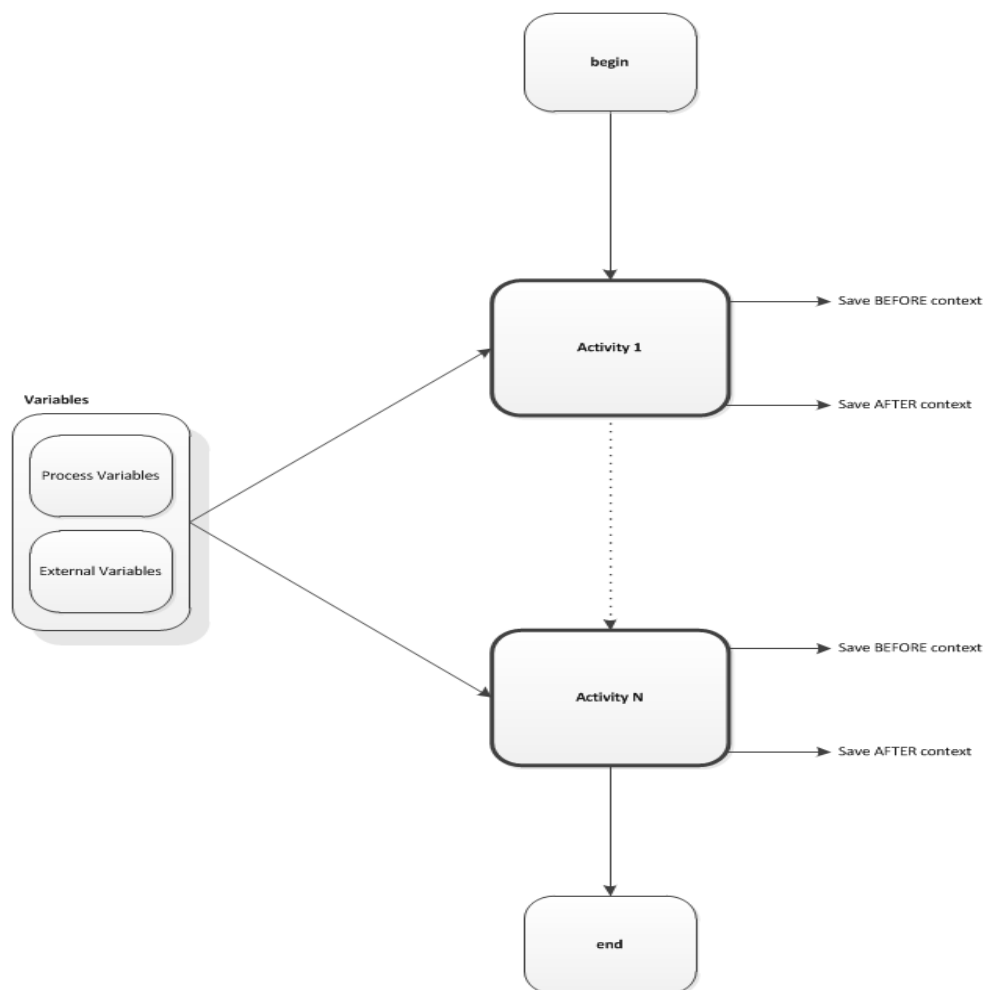 begin
Save BEFORE context
Activity 1
Variables
Save AFTER context
Process Variables
External Variables
Save BEFORE context
Activity N
Save AFTER context
end